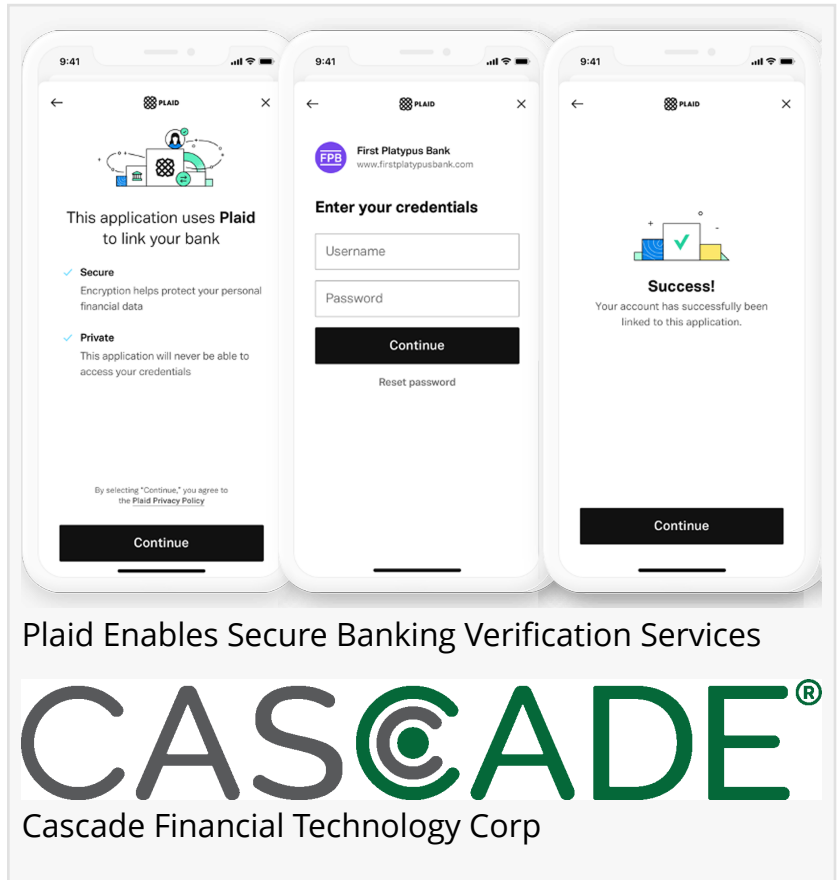 9:41
PLAID
This application uses Plaid
to link your bank
Secure
Encryption helps protect your personal
financial data
Private
This application will never be able to
access your credentials
By selecting "Continue," you agree to
the Plaid Privacy Policy
Continue
9:41
PLAID
FPB
First Platypus Bank
www.firstplatypusbank.com
Enter your credentials
Username
Password
Continue
Reset password
9:41
PLAID
Success!
Your account has successfully been
linked to this application.
Continue
Plaid Enables Secure Banking Verification Services
CASCADE®
Cascade Financial Technology Corp